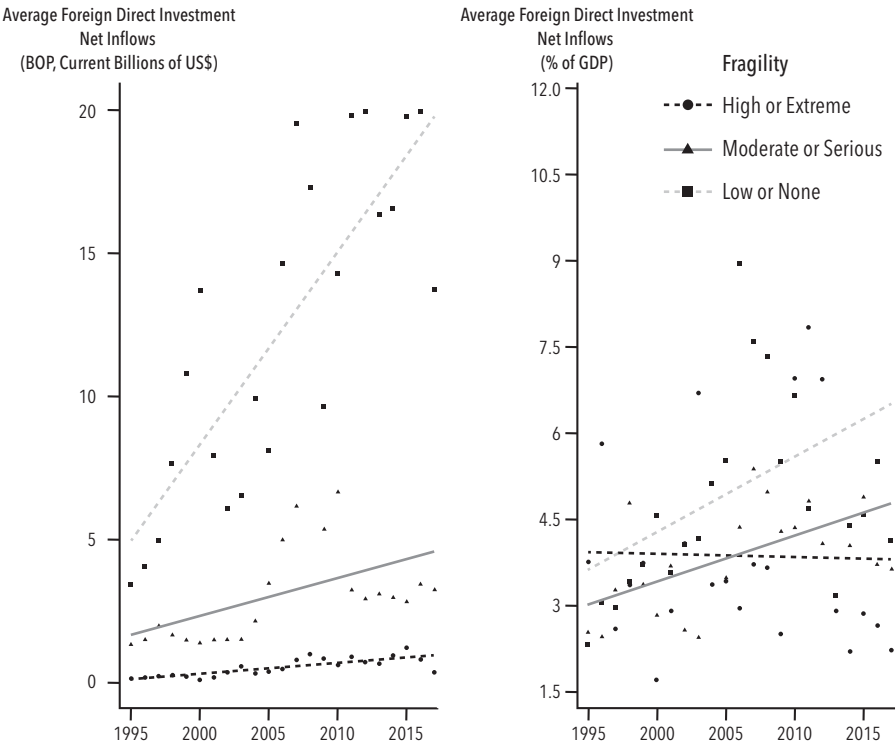 Average Foreign Direct Investment
Net Inflows
(BOP, Current Billions of US$)
20
15
10
5
0
1995 2000 2005 2010 2015
Average Foreign Direct Investment
Net Inflows
(% of GDP)
Fragility
High or Extreme
Moderate or Serious
Low or None
12.0
10.5
9
7.5
6
4.5
3
1.5
1995 2000 2005 2010 2015